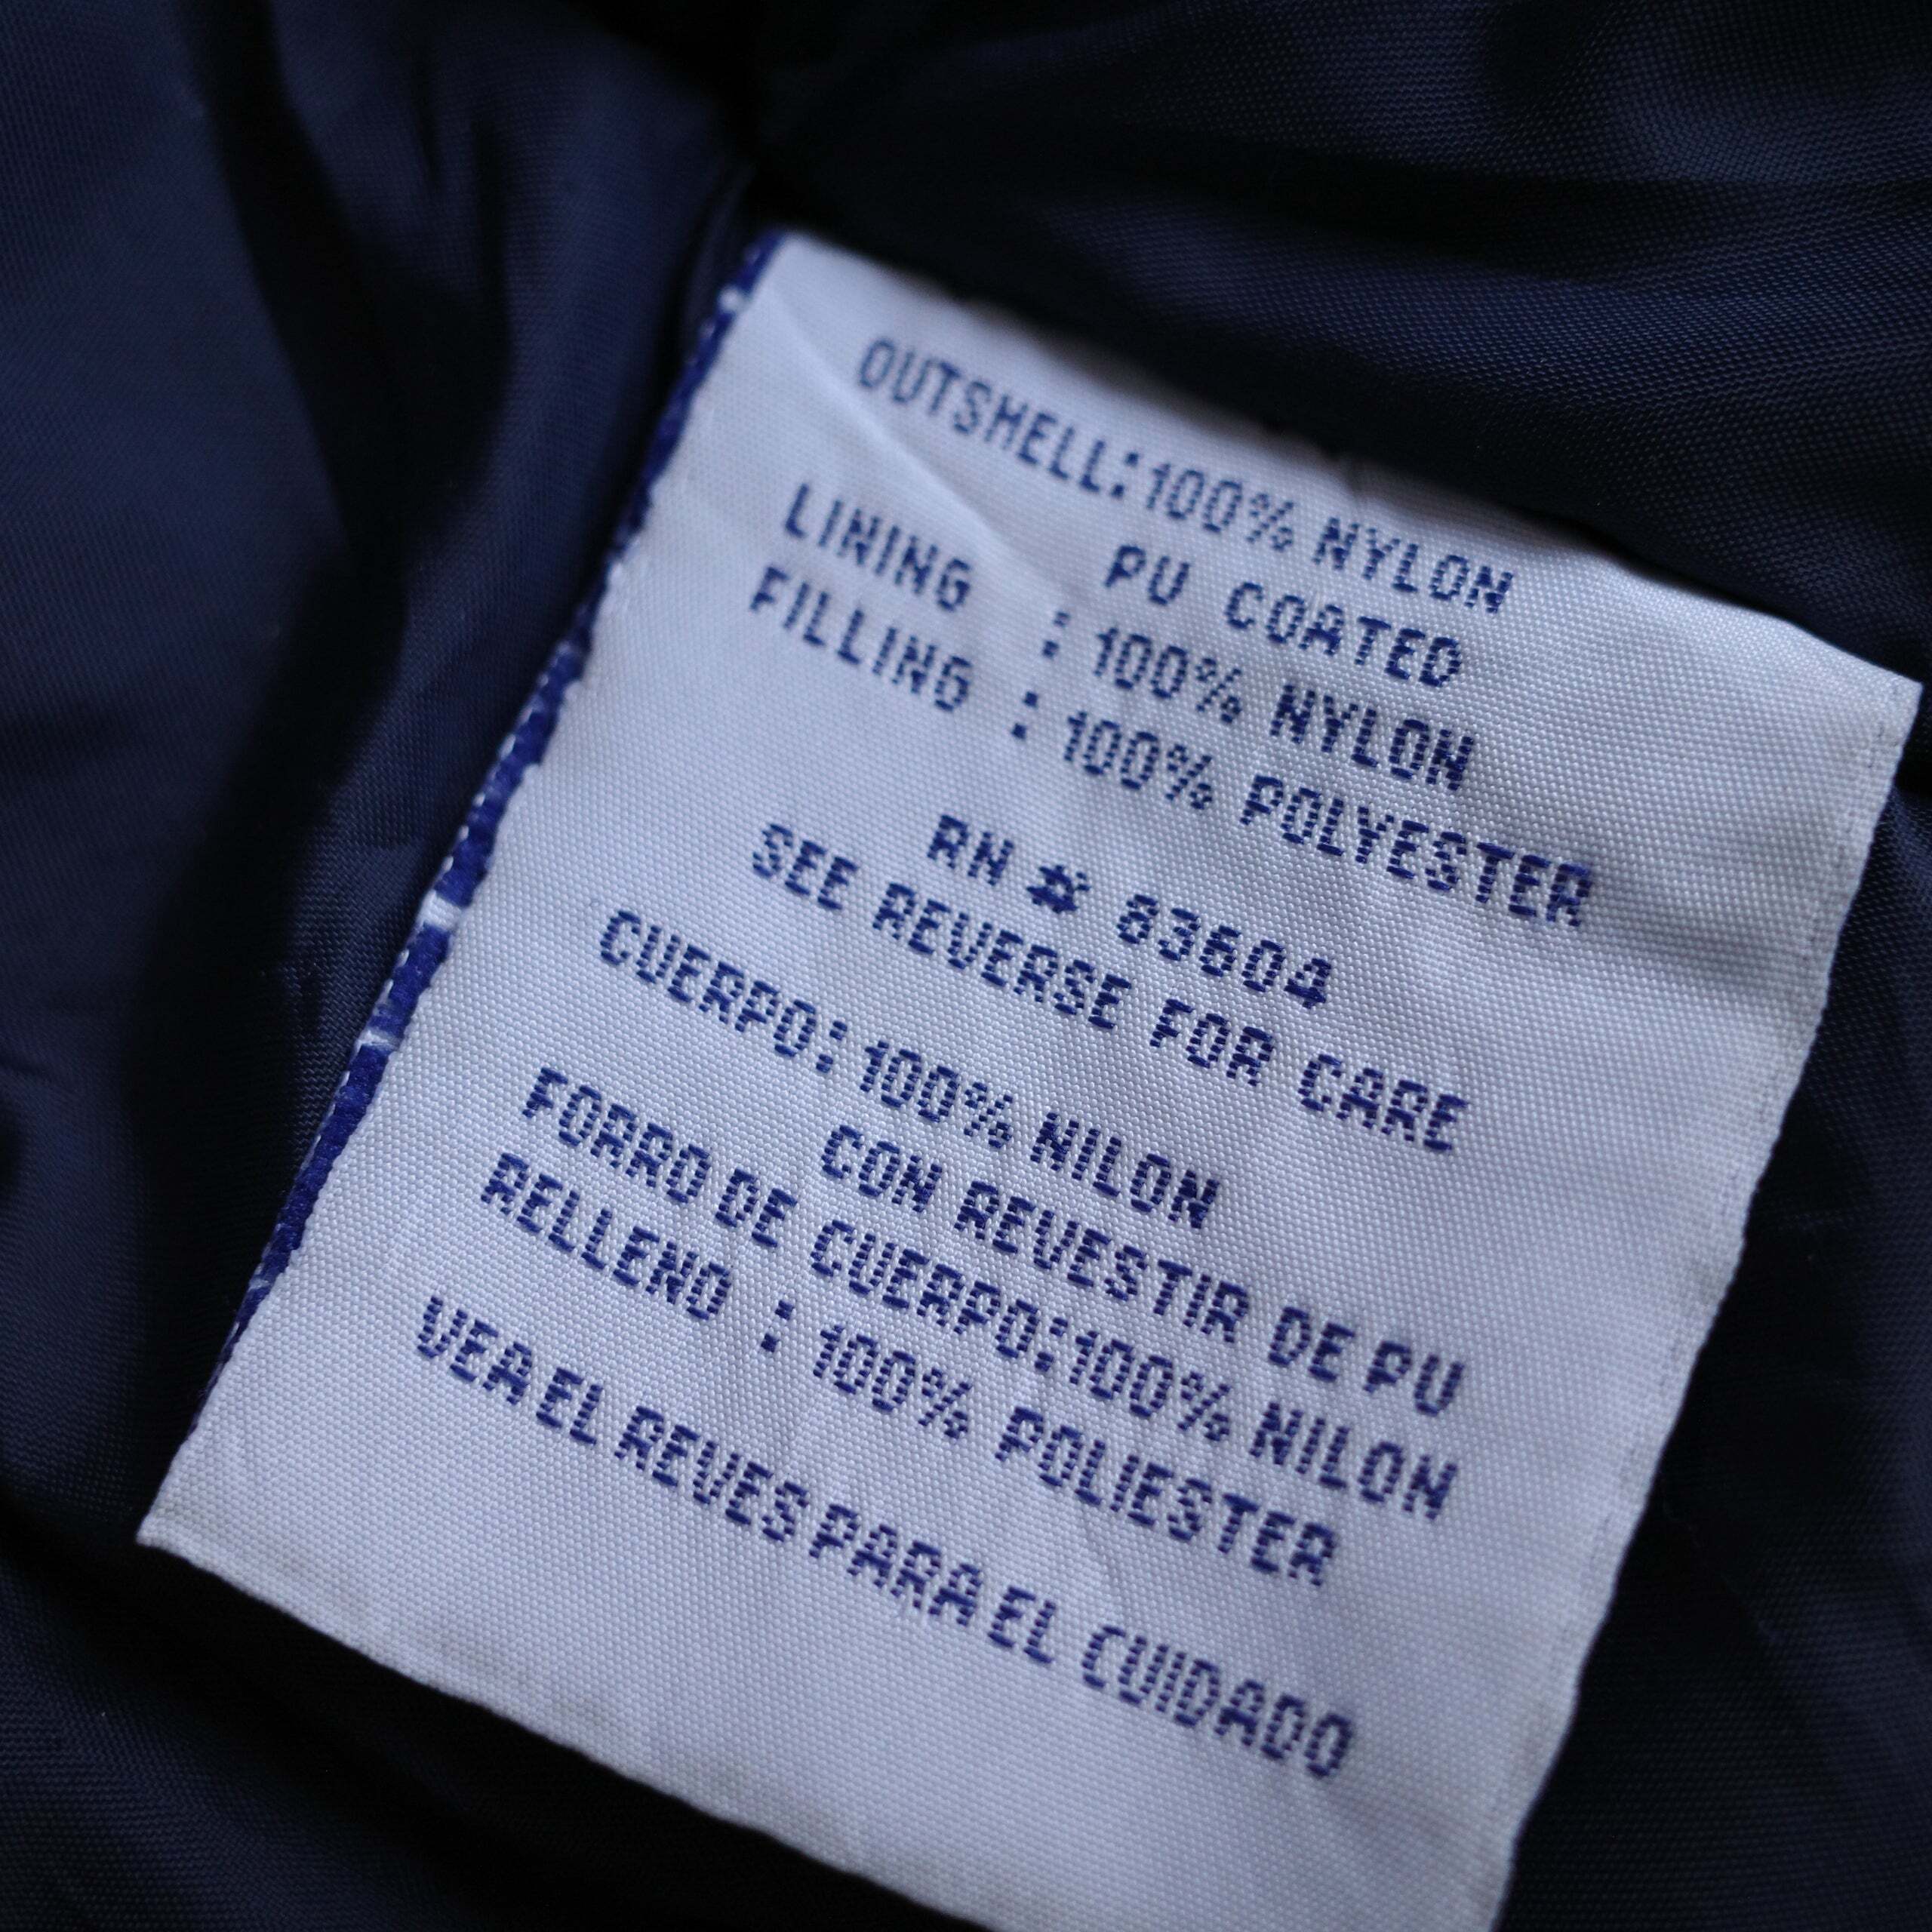 OUTSHELL:100% NYLON
PU COATED
LINING : 100% NYLON
FILLING : 100% POLYESTER
RN # 83604
SEE REVERSE FOR CARE
CUERPO: 100% NILON
CON REVESTIR DE PU
FORRO DE CUERPO:100% NILON
RELLENO : 100% POLIESTER
VEA EL REVES PARA EL CUIDADO